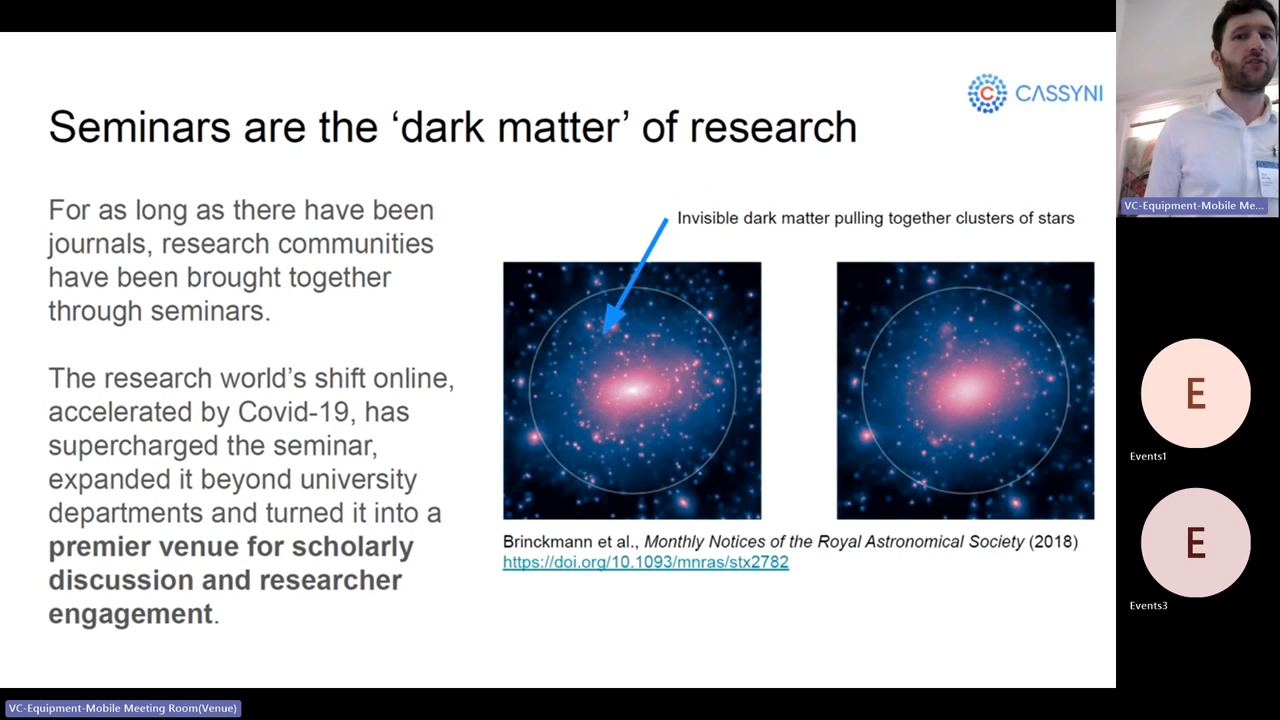 CASSYNI
Seminars are the ‘dark matter’ of research
For as long as there have been
journals, research communities
have been brought together
through seminars.
The research world’s shift online,
accelerated by Covid-19, has
supercharged the seminar,
expanded it beyond university
departments and turned it into a
premier venue for scholarly
discussion and researcher
engagement.
Invisible dark matter pulling together clusters of stars
Brinckmann et al., Monthly Notices of the Royal Astronomical Society (2018)
https://doi.org/10.1093/mnras/stx2782
VC-Equipment-Mobile Me...
E
Events1
E
Events3
VC-Equipment-Mobile Meeting Room(Venue)